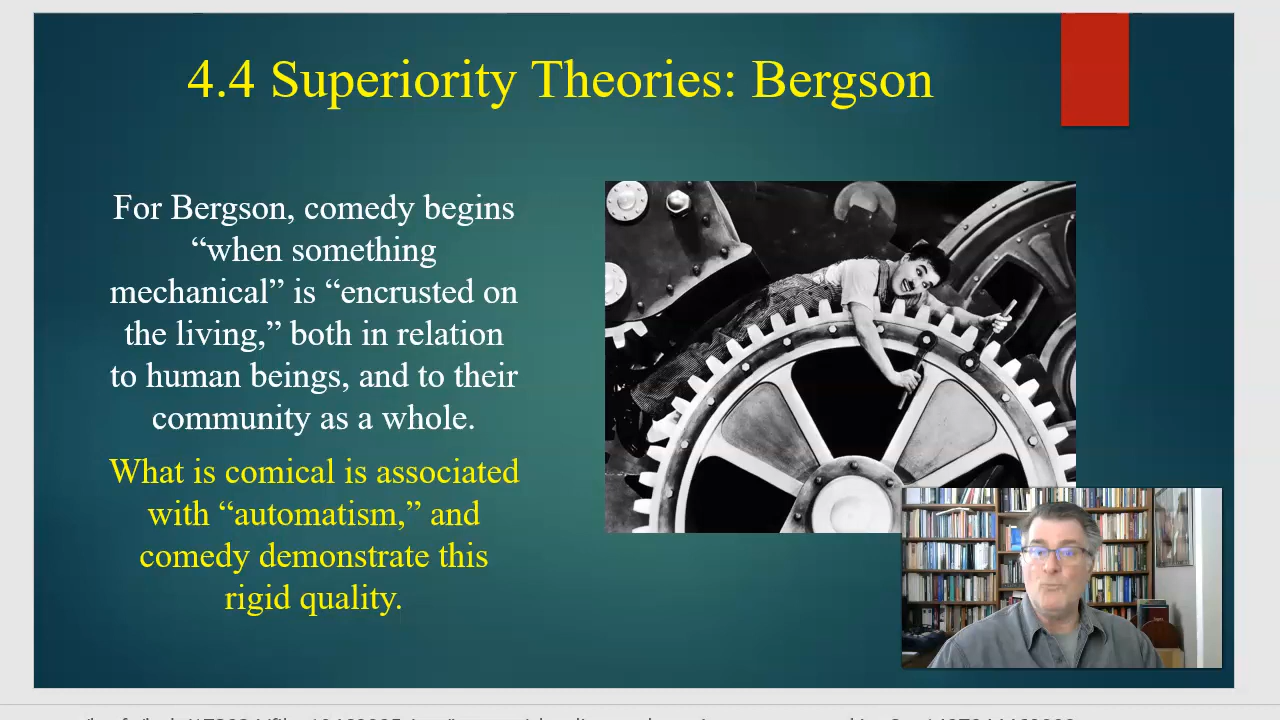 4.4 Superiority Theories: Bergson
For Bergson, comedy begins
“when something
mechanical” is “encrusted on
the living,” both in relation
to human beings, and to their
community as a whole.
What is comical is associated
with “automatism,” and
comedy demonstrate this
rigid quality.